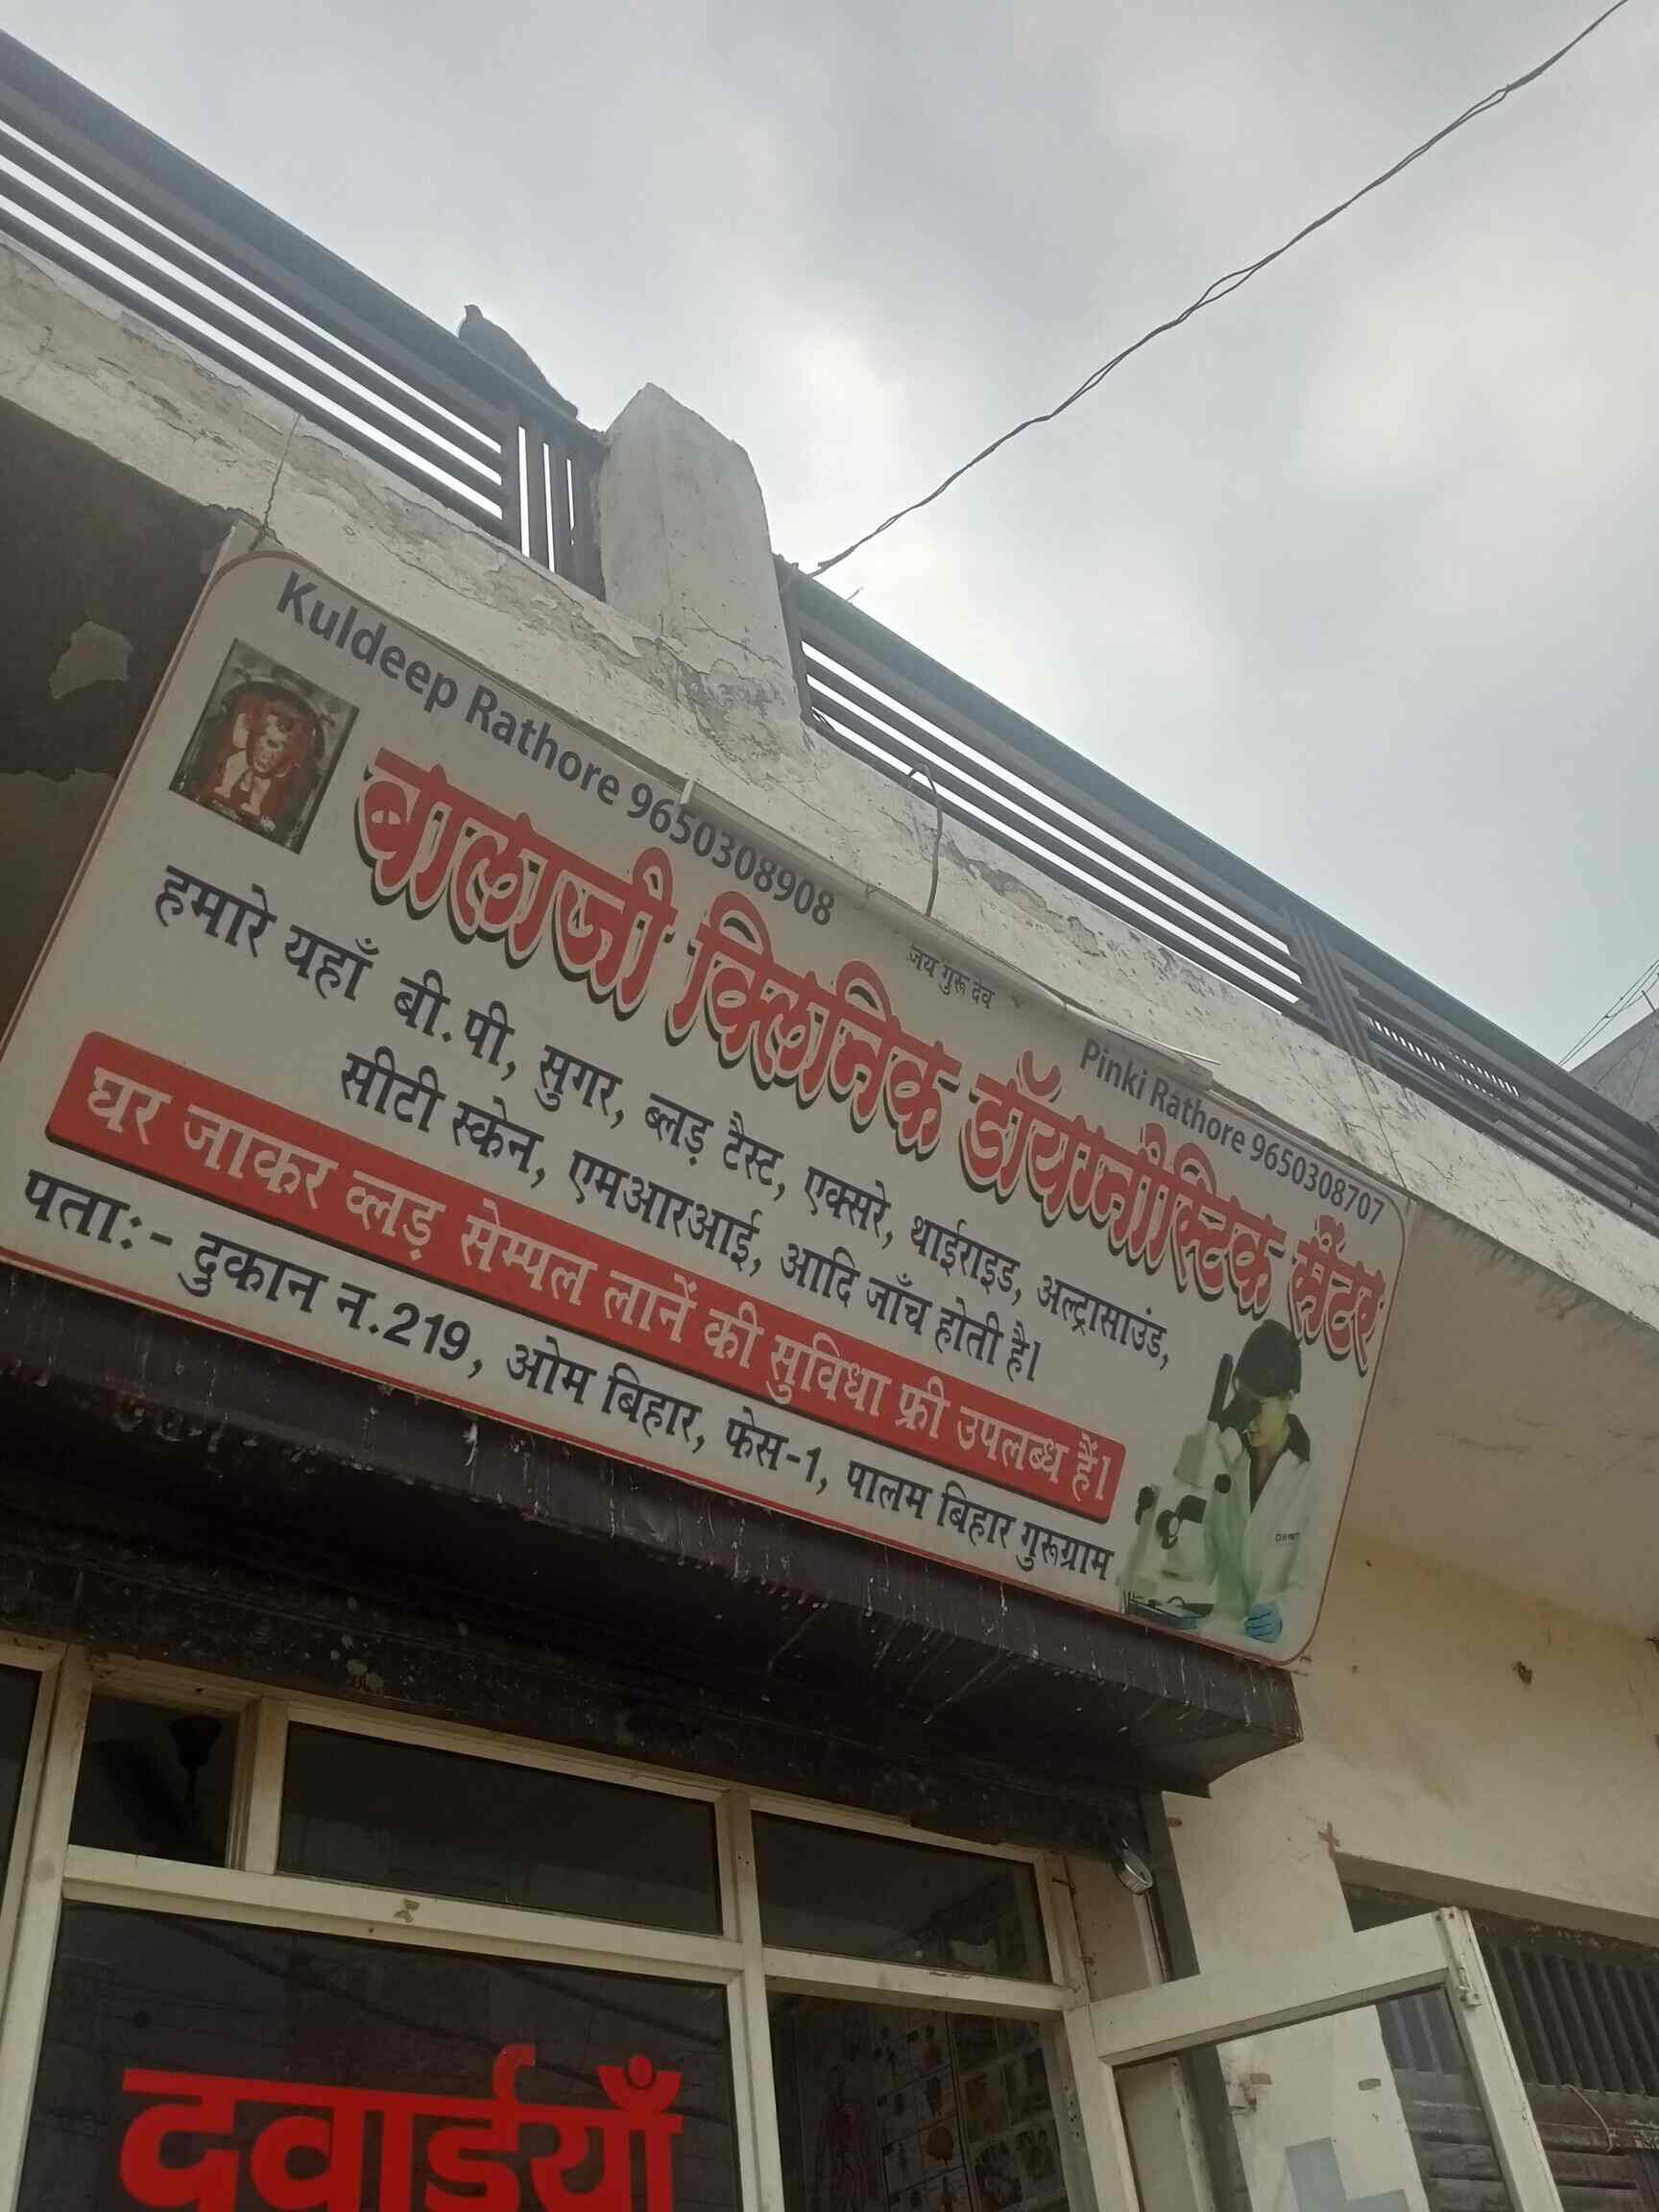 Kuldeep Rathore 9650308908
जय गुरू देव
Pinki Rathore 9650308707
बालाजी क्लिनिक डॉयग्नौस्टिक सैंटर
हमारे यहाँ बी.पी, सुगर, ब्लड़ टैस्ट, एक्सरे, थाईराइड, अल्ट्रासाउंड,
सीटी स्केन, एमआरआई, आदि जाँच होती है।
घर जाकर ब्लड़ सेम्पल लानें की सुविधा फ्री उपलब्ध हैं।
पताः- दुकान न.219, ओम बिहार, फेस-1, पालम बिहार गुरूग्राम
दवाईयाँ